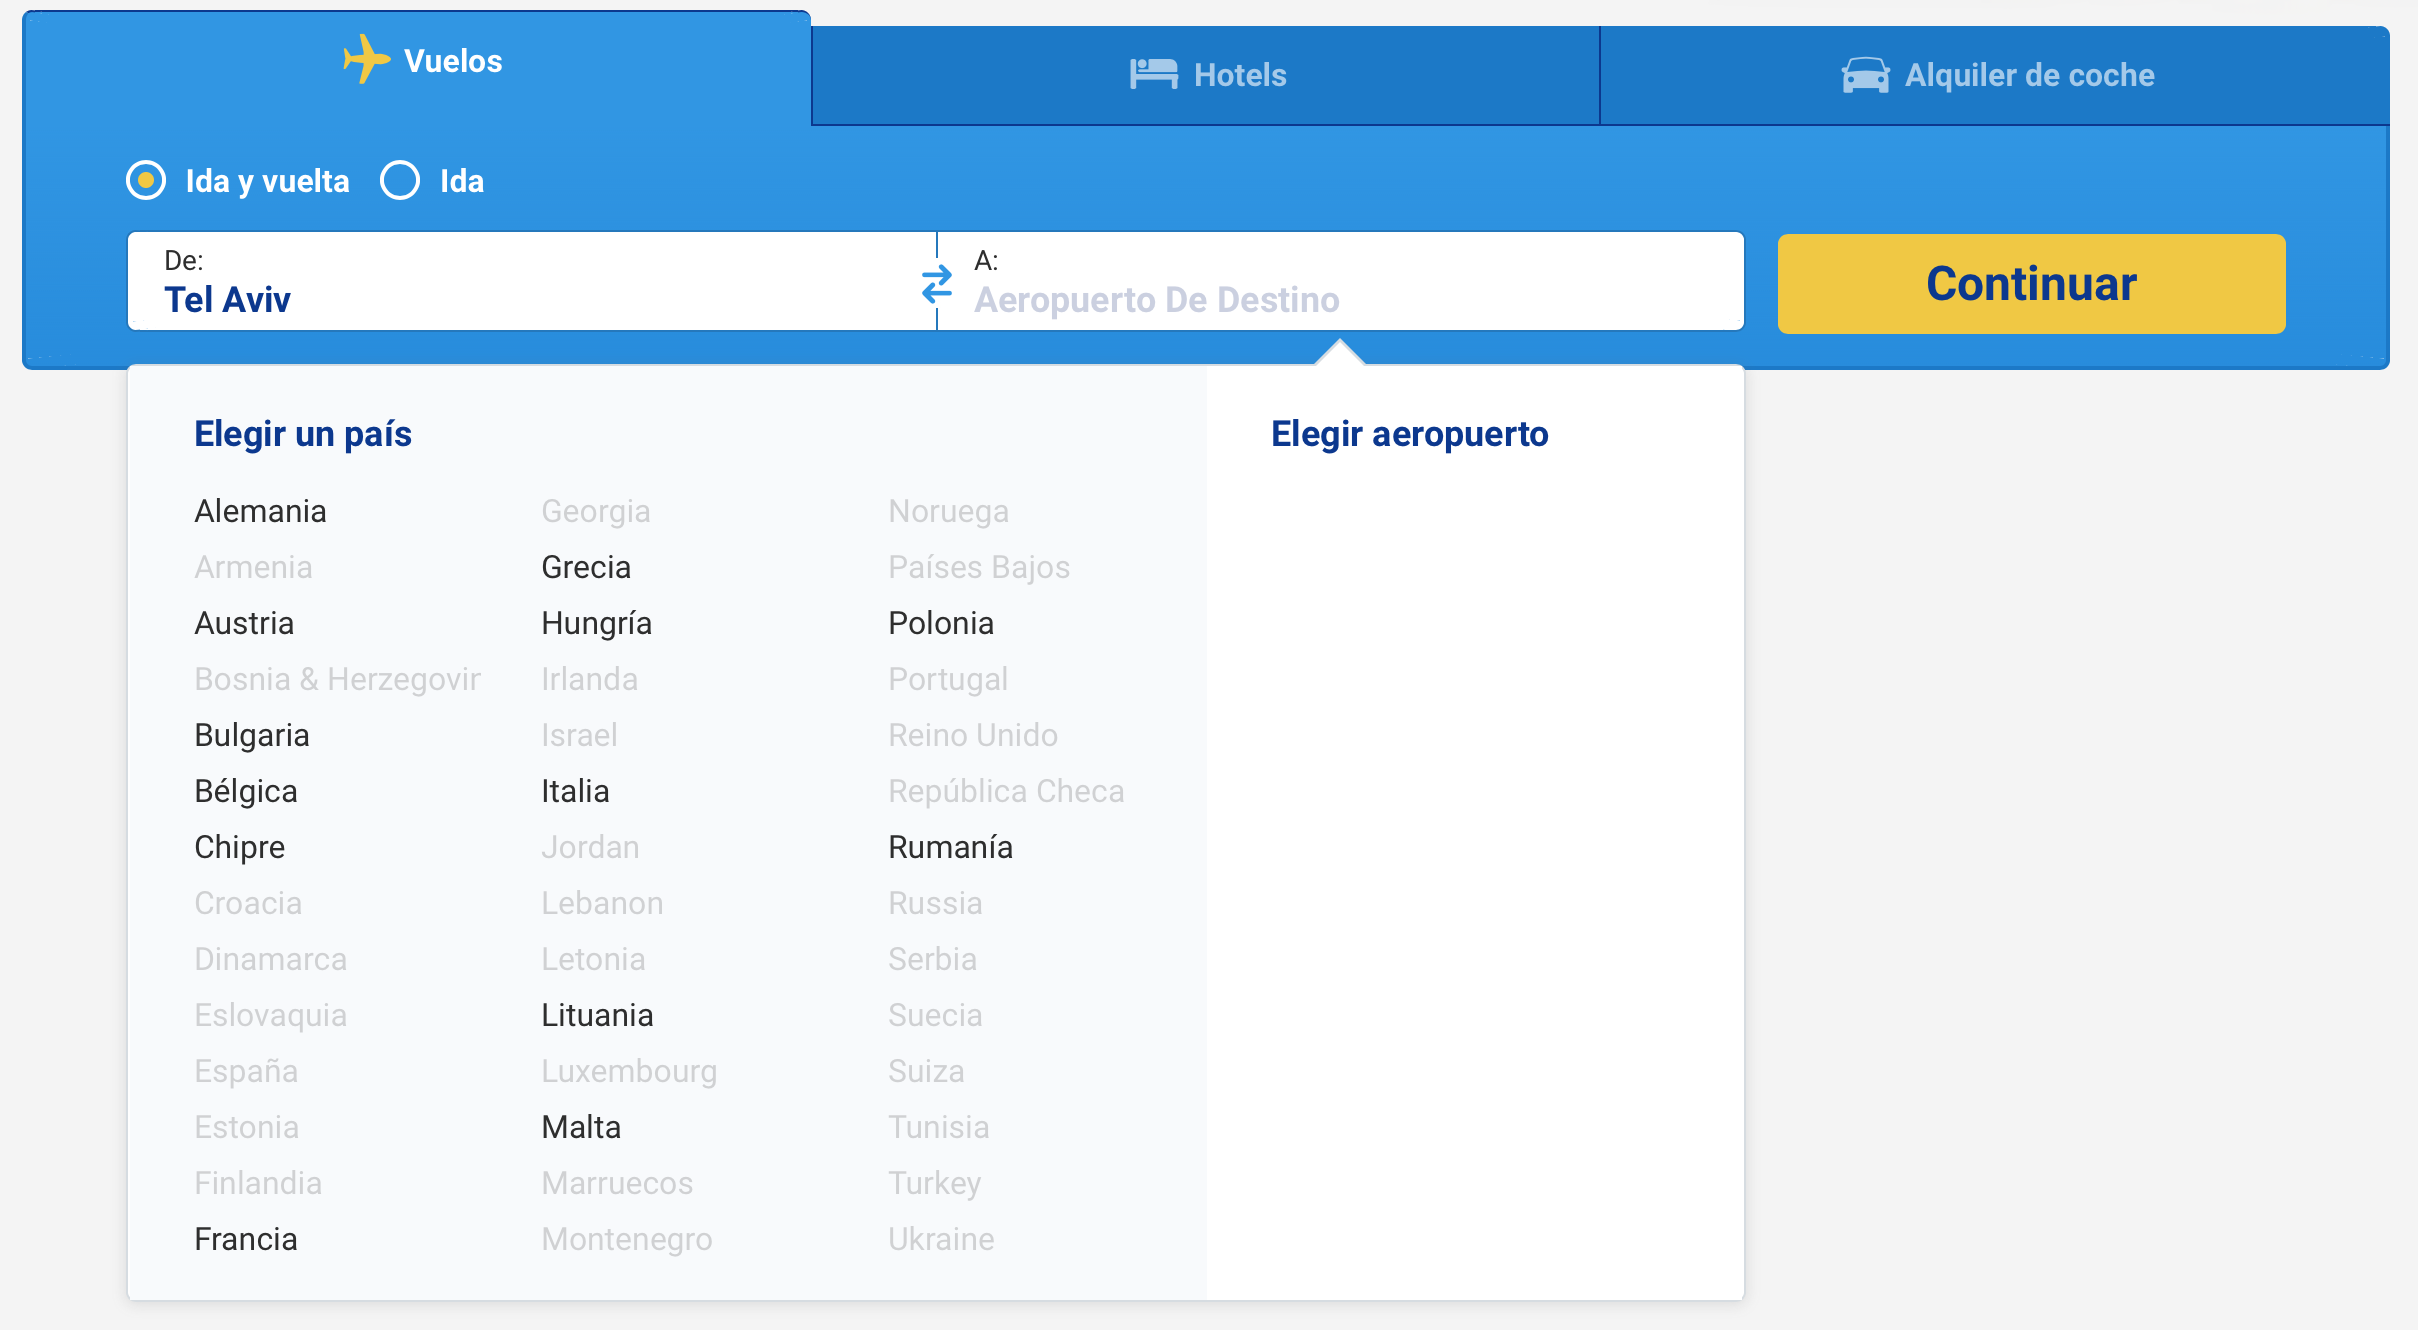 Vuelos
Hotels
Alquiler de coche
Ida y vuelta
Ida
De:
Tel Aviv
A:
Aeropuerto De Destino
Continuar
Elegir un país
Alemania
Armenia
Austria
Bosnia & Herzegovir
Bulgaria
Bélgica
Chipre
Croacia
Dinamarca
Eslovaquia
España
Estonia
Finlandia
Francia
Georgia
Grecia
Hungría
Irlanda
Israel
Italia
Jordan
Lebanon
Letonia
Lituania
Luxembourg
Malta
Marruecos
Montenegro
Noruega
Países Bajos
Polonia
Portugal
Reino Unido
República Checa
Rumanía
Russia
Serbia
Suecia
Suiza
Tunisia
Turkey
Ukraine
Elegir aeropuerto